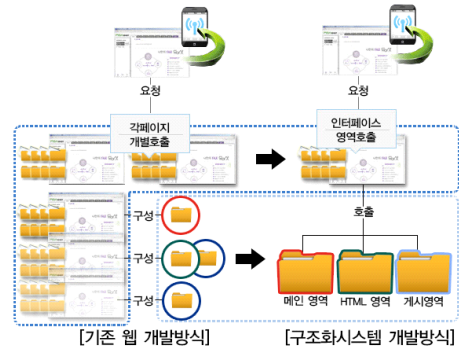 요청
요청
각페이지
개별호출
인터페이스
영역호출
호출
구성
구성
구성
메인 영역
HTML 영역
게시영역
[기존 웹 개발방식]
[구조화시스템 개발방식]